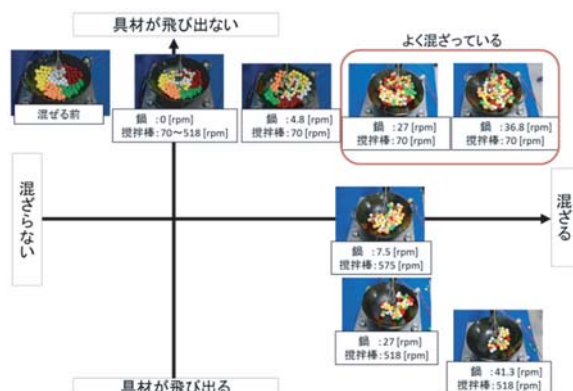 具材が飛び出ない
よく混ざっている
混ぜる前
鍋 :0 [rpm]
撹拌棒:70～518 [rpm]
鍋 :4.8 [rpm]
撹拌棒:70 [rpm]
鍋 :27 [rpm]
撹拌棒:70 [rpm]
鍋 :36.8 [rpm]
撹拌棒:70 [rpm]
混ざらない
混ざる
鍋 :7.5 [rpm]
撹拌棒:575 [rpm]
鍋 :27 [rpm]
撹拌棒:518 [rpm]
鍋 :41.3 [rpm]
撹拌棒:518 [rpm]
具材が飛び出る